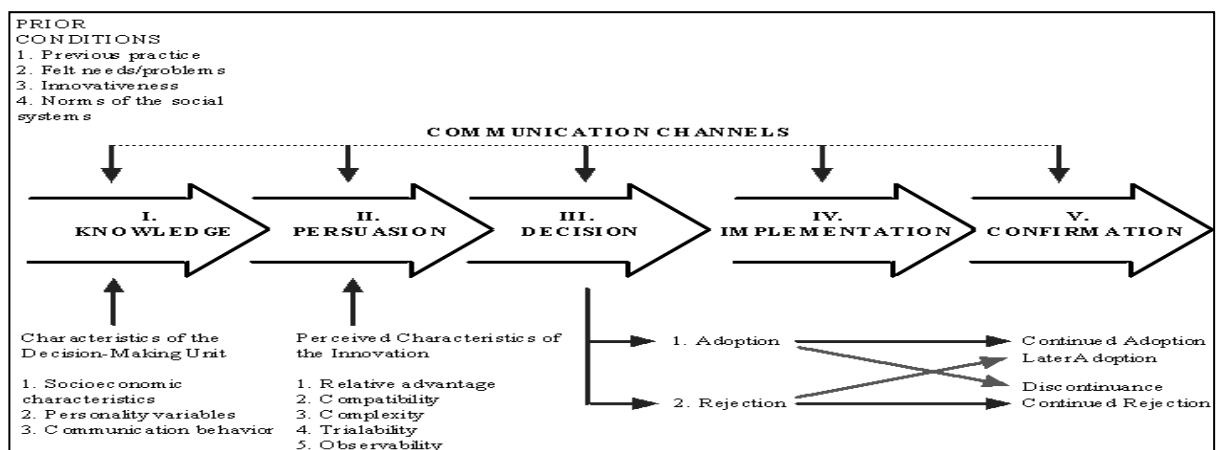 PRIOR
CONDITIONS
1. Previous practice
2. Felt needs/problems
3. Innovativeness
4. Norms of the social
systems
COMMUNICATION CHANNELS
I.
KNOWLEDGE
II.
PERSUASION
III.
DECISION
IV.
IMPLEMENTATION
V.
CONFIRMATION
Characteristics of the
Decision-Making Unit
1. Socioeconomic
characteristics
2. Personality variables
3. Communication behavior
Perceived Characteristics of
the Innovation
1. Relative advantage
2. Compatibility
3. Complexity
4. Trialability
5. Observability
1. Adoption
2. Rejection
Continued Adoption
Later Adoption
Discontinuance
Continued Rejection